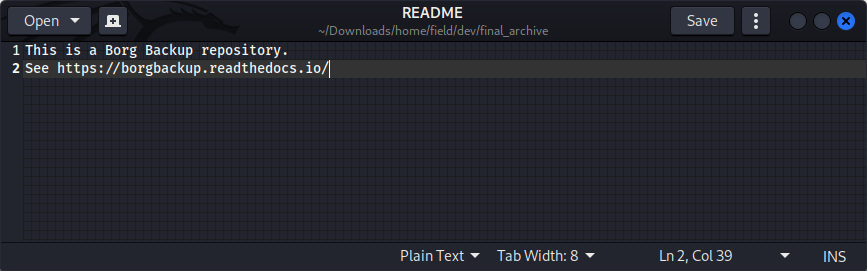 Open
README
~/Downloads/home/field/dev/final_archive
Save
1 This is a Borg Backup repository.
2 See https://borgbackup.readthedocs.io/
Plain Text
Tab Width: 8
Ln 2, Col 39
INS